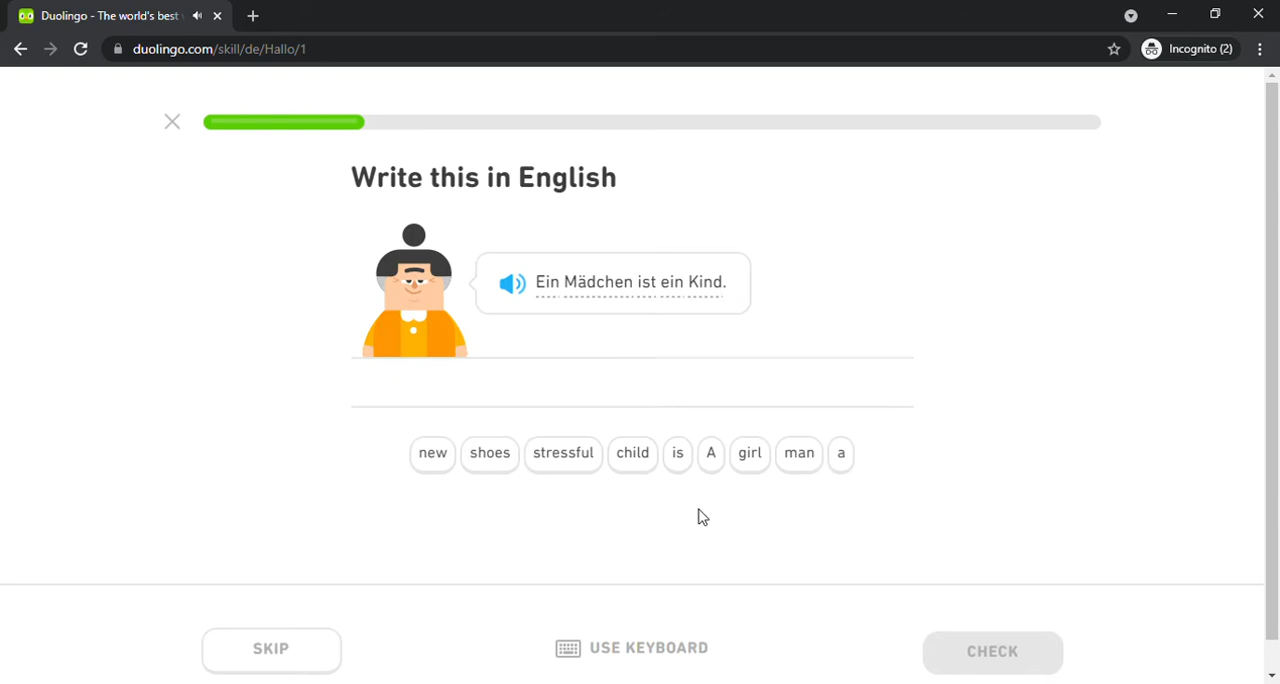 Duolingo - The world's best
duolingo.com/skill/de/Hallo/1
Incognito (2)
Write this in English
Ein Mädchen ist ein Kind.
new shoes stressful child is A girl man a
SKIP
USE KEYBOARD
CHECK